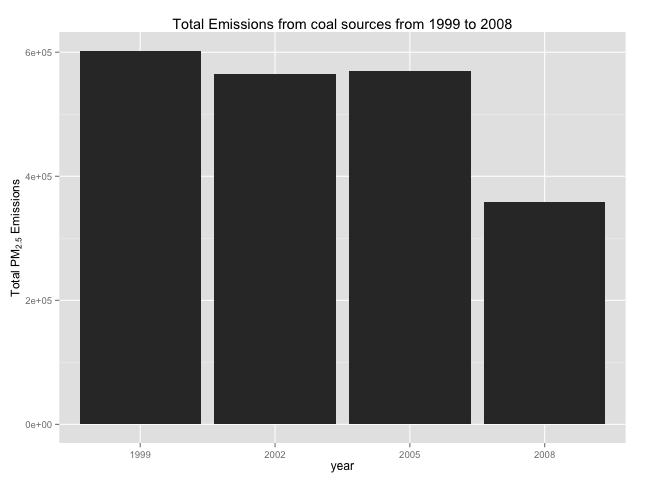 Total Emissions from coal sources from 1999 to 2008
Total PM2.5 Emissions
6e+05
4e+05
2e+05
0e+00
1999 2002 2005 2008
year